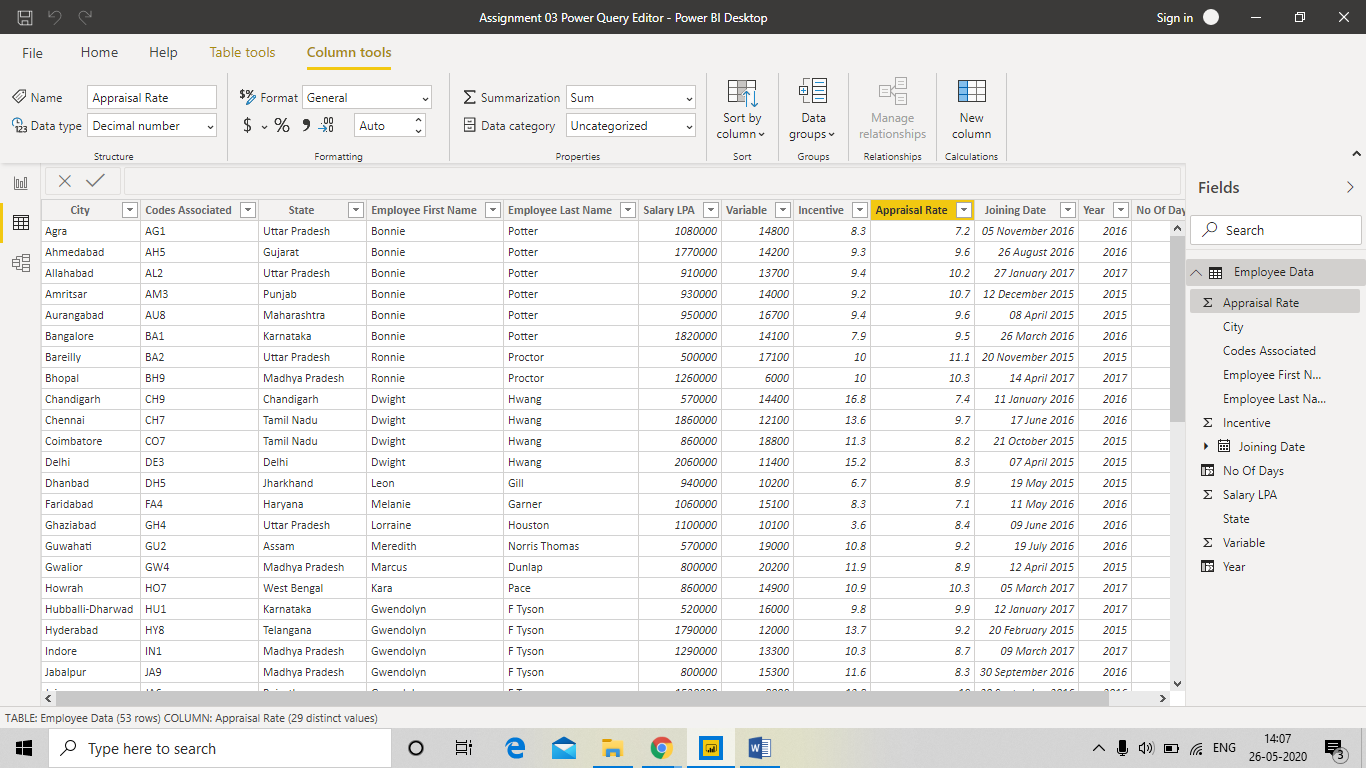 Assignment 03 Power Query Editor - Power BI Desktop Sign in
File Home Help Table tools Column tools
Name Appraisal Rate $% Format General Σ Summarization Sum
Data type Decimal number $ % Auto Data category Uncategorized
Sort by column Data groups Manage relationships New column
Structure Formatting Properties Sort Groups Relationships Calculations
City Codes Associated State Employee First Name Employee Last Name Salary LPA Variable Incentive Appraisal Rate Joining Date Year No Of Day
Agra AG1 Uttar Pradesh Bonnie Potter 1080000 14800 8.3 7.2 05 November 2016 2016
Ahmedabad AH5 Gujarat Bonnie Potter 1770000 14200 9.3 9.6 26 August 2016 2016
Allahabad AL2 Uttar Pradesh Bonnie Potter 910000 13700 9.4 10.2 27 January 2017 2017
Amritsar AM3 Punjab Bonnie Potter 930000 14000 9.2 10.7 12 December 2015 2015
Aurangabad AU8 Maharashtra Bonnie Potter 950000 16700 9.4 9.6 08 April 2015 2015
Bangalore BA1 Karnataka Bonnie Potter 1820000 14100 7.9 9.5 26 March 2016 2016
Bareilly BA2 Uttar Pradesh Ronnie Proctor 500000 17100 10 11.1 20 November 2015 2015
Bhopal BH9 Madhya Pradesh Ronnie Proctor 1260000 6000 10 10.3 14 April 2017 2017
Chandigarh CH9 Chandigarh Dwight Hwang 570000 14400 16.8 7.4 11 January 2016 2016
Chennai CH7 Tamil Nadu Dwight Hwang 1860000 12100 13.6 9.7 17 June 2016 2016
Coimbatore CO7 Tamil Nadu Dwight Hwang 860000 18800 11.3 8.2 21 October 2015 2015
Delhi DE3 Delhi Dwight Hwang 2060000 11400 15.2 8.3 07 April 2015 2015
Dhanbad DH5 Jharkhand Leon Gill 940000 10200 6.7 8.9 19 May 2015 2015
Faridabad FA4 Haryana Melanie Garner 1060000 15100 8.3 7.1 11 May 2016 2016
Ghaziabad GH4 Uttar Pradesh Lorraine Houston 1100000 10100 3.6 8.4 09 June 2016 2016
Guwahati GU2 Assam Meredith Norris Thomas 570000 19000 10.8 9.2 19 July 2016 2016
Gwalior GW4 Madhya Pradesh Marcus Dunlap 800000 20200 11.9 8.9 12 April 2015 2015
Howrah HO7 West Bengal Kara Pace 860000 14900 10.9 10.3 05 March 2017 2017
Hubballi-Dharwad HU1 Karnataka Gwendolyn F Tyson 520000 16000 9.8 9.9 12 January 2017 2017
Hyderabad HY8 Telangana Gwendolyn F Tyson 1790000 12000 13.7 9.2 20 February 2015 2015
Indore IN1 Madhya Pradesh Gwendolyn F Tyson 1290000 13300 10.3 8.7 09 March 2017 2017
Jabalpur JA9 Madhya Pradesh Gwendolyn F Tyson 800000 15300 11.6 8.3 30 September 2016 2016
Fields
Search
Employee Data
Σ Appraisal Rate
City
Codes Associated
Employee First N...
Employee Last Na...
Σ Incentive
Joining Date
No Of Days
Σ Salary LPA
State
Σ Variable
Year
TABLE: Employee Data (53 rows) COLUMN: Appraisal Rate (29 distinct values)
Type here to search ENG 14:07
26-05-2020 3